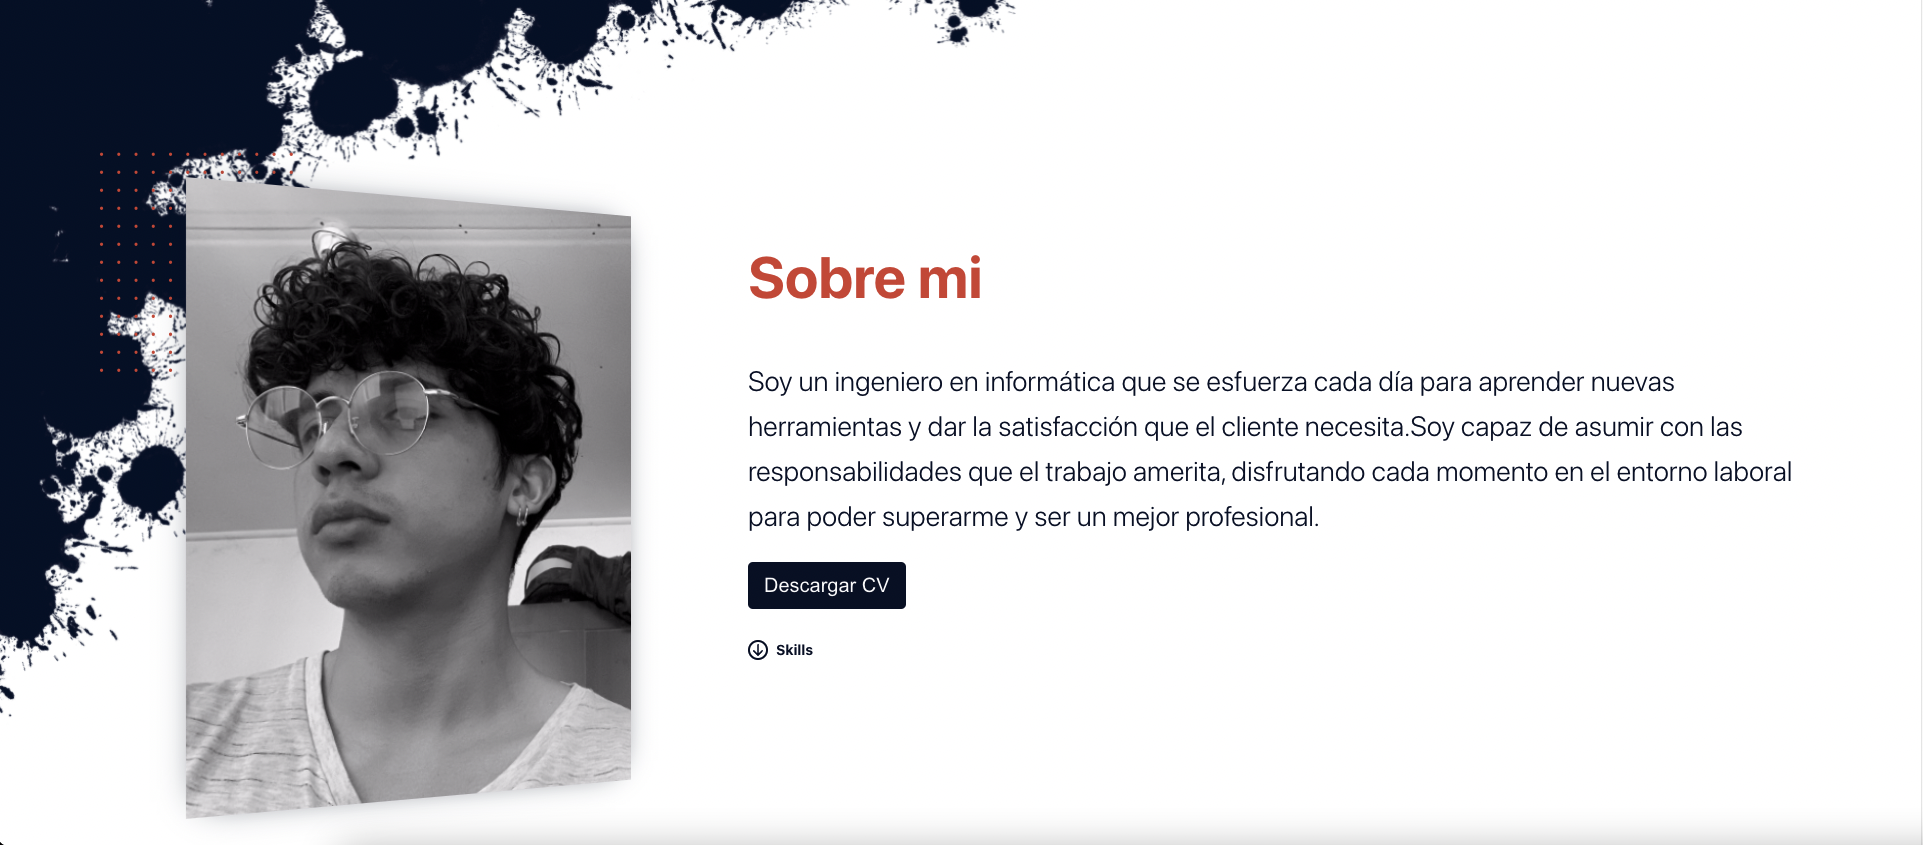 Sobre mi
Soy un ingeniero en informática que se esfuerza cada día para aprender nuevas
herramientas y dar la satisfacción que el cliente necesita.Soy capaz de asumir con las
responsabilidades que el trabajo amerita, disfrutando cada momento en el entorno laboral
para poder superarme y ser un mejor profesional.
Descargar CV
Skills